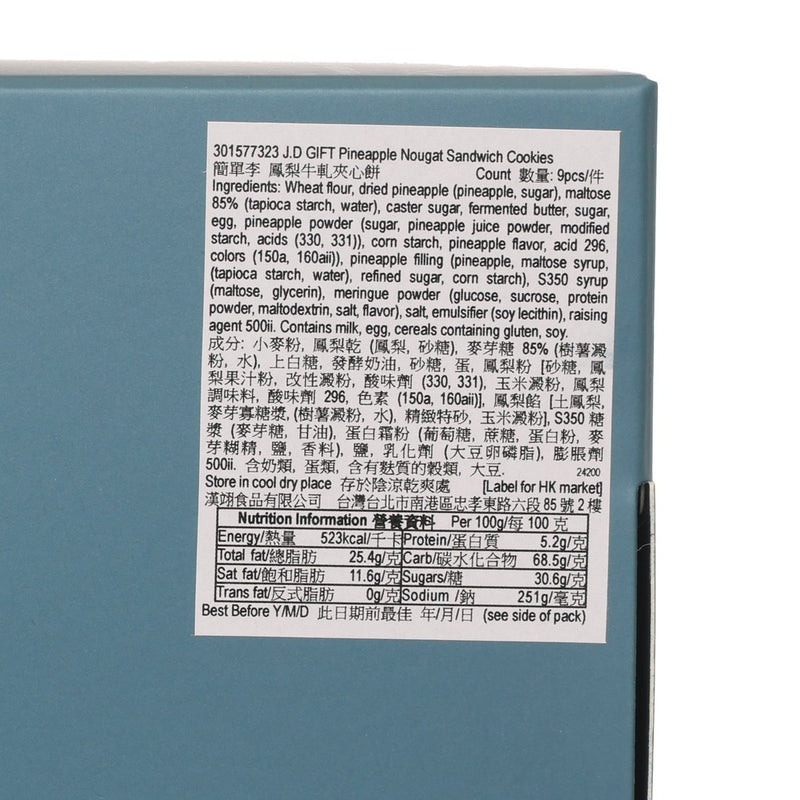 301577323 J.D GIFT Pineapple Nougat Sandwich Cookies
簡單李 鳳梨牛軋夾心餅 Count 數量: 9pcs/件
Ingredients: Wheat flour, dried pineapple (pineapple, sugar), maltose
85% (tapioca starch, water), caster sugar, fermented butter, sugar,
egg, pineapple powder (sugar, pineapple juice powder, modified
starch, acids (330, 331)), corn starch, pineapple flavor, acid 296,
colors (150a, 160aii)), pineapple filling (pineapple, maltose syrup,
(tapioca starch, water), refined sugar, corn starch), S350 syrup
(maltose, glycerin), meringue powder (glucose, sucrose, protein
powder, maltodextrin, salt, flavor), salt, emulsifier (soy lecithin), raising
agent 500ii. Contains milk, egg, cereals containing gluten, soy.
成分: 小麥粉, 鳳梨乾 (鳳梨, 砂糖), 麥芽糖 85% (樹薯澱
粉, 水), 上白糖, 發酵奶油, 砂糖, 蛋, 鳳梨粉 [砂糖, 鳳
梨果汁粉, 改性澱粉, 酸味劑 (330, 331), 玉米澱粉, 鳳梨
調味料, 酸味劑 296, 色素 (150a, 160aii)], 鳳梨餡 [土鳳梨,
麥芽寡糖漿, (樹薯澱粉, 水), 精緻特砂, 玉米澱粉], S350 糖
漿 (麥芽糖, 甘油), 蛋白霜粉 (葡萄糖, 蔗糖, 蛋白粉, 麥
芽糊精, 鹽, 香料), 鹽, 乳化劑 (大豆卵磷脂), 膨脹劑
500ii. 含奶類, 蛋類, 含有麩質的穀類, 大豆. 24200
Store in cool dry place 存於陰涼乾爽處 [Label for HK market]
漢翊食品有限公司 台灣台北市南港區忠孝東路六段 85 號 2 樓
Nutrition Information 營養資料 Per 100g/每 100 克
Energy/熱量 523kcal/千卡 Protein/蛋白質 5.2g/克
Total fat/總脂肪 25.4g/克 Carb/碳水化合物 68.5g/克
Sat fat/飽和脂肪 11.6g/克 Sugars/糖 30.6g/克
Trans fat/反式脂肪 0g/克 Sodium /鈉 251g/毫克
Best Before Y/M/D 此日期前最佳 年/月/日 (see side of pack)